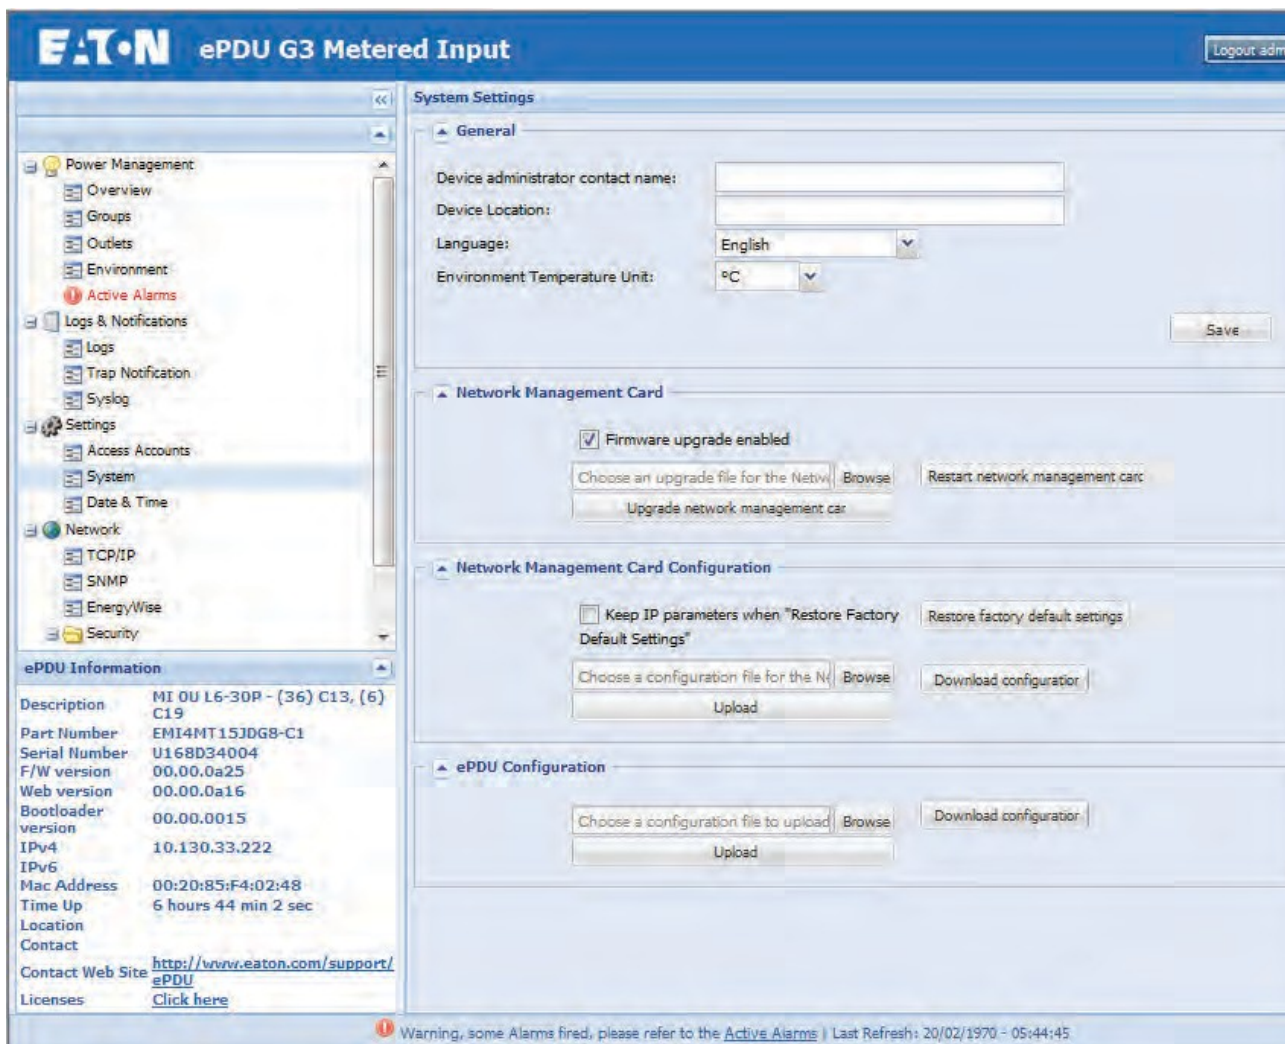 EATON ePDU G3 Metered Input
Logout adm
System Settings
Power Management
Overview
Groups
Outlets
Environment
Active Alarms
Logs & Notifications
Logs
Trap Notification
Syslog
Settings
Access Accounts
System
Date & Time
Network
TCP/IP
SNMP
EnergyWise
Security
ePDU Information
Description MI 0U L6-30P - (36) C13, (6)
C19
Part Number EMI4MT15JDG8-C1
Serial Number U168D34004
F/W version 00.00.0a25
Web version 00.00.0a16
Bootloader
version 00.00.0015
IPv4 10.130.33.222
IPv6
Mac Address 00:20:85:F4:02:48
Time Up 6 hours 44 min 2 sec
Location
Contact
Contact Web Site http://www.eaton.com/support/
ePDU
Licenses Click here
General
Device administrator contact name:
Device Location:
Language: English
Environment Temperature Unit: °C
Save
Network Management Card
Firmware upgrade enabled
Choose an upgrade file for the Netw Browse Restart network management card
Upgrade network management car
Network Management Card Configuration
Keep IP parameters when "Restore Factory
Default Settings"
Restore factory default settings
Choose a configuration file for the Ne Browse Download configuration
Upload
ePDU Configuration
Choose a configuration file to upload Browse Download configuration
Upload
Warning, some Alarms fired, please refer to the Active Alarms | Last Refresh: 20/02/1970 - 05:44:45